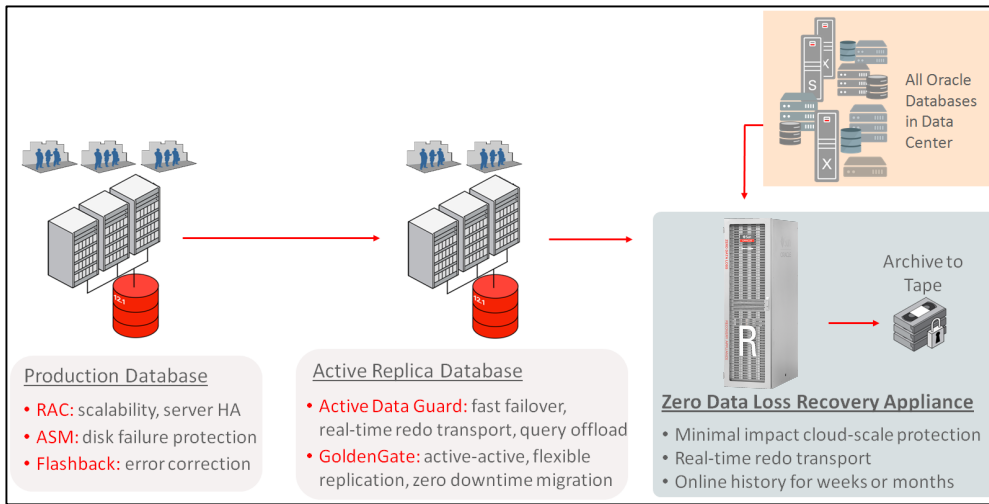 All Oracle
Databases
in Data
Center
X
S
X
12.1
12.1
R
Archive to
Tape
Production Database
• RAC: scalability, server HA
• ASM: disk failure protection
• Flashback: error correction
Active Replica Database
• Active Data Guard: fast failover,
real-time redo transport, query offload
• GoldenGate: active-active, flexible
replication, zero downtime migration
Zero Data Loss Recovery Appliance
• Minimal impact cloud-scale protection
• Real-time redo transport
• Online history for weeks or months